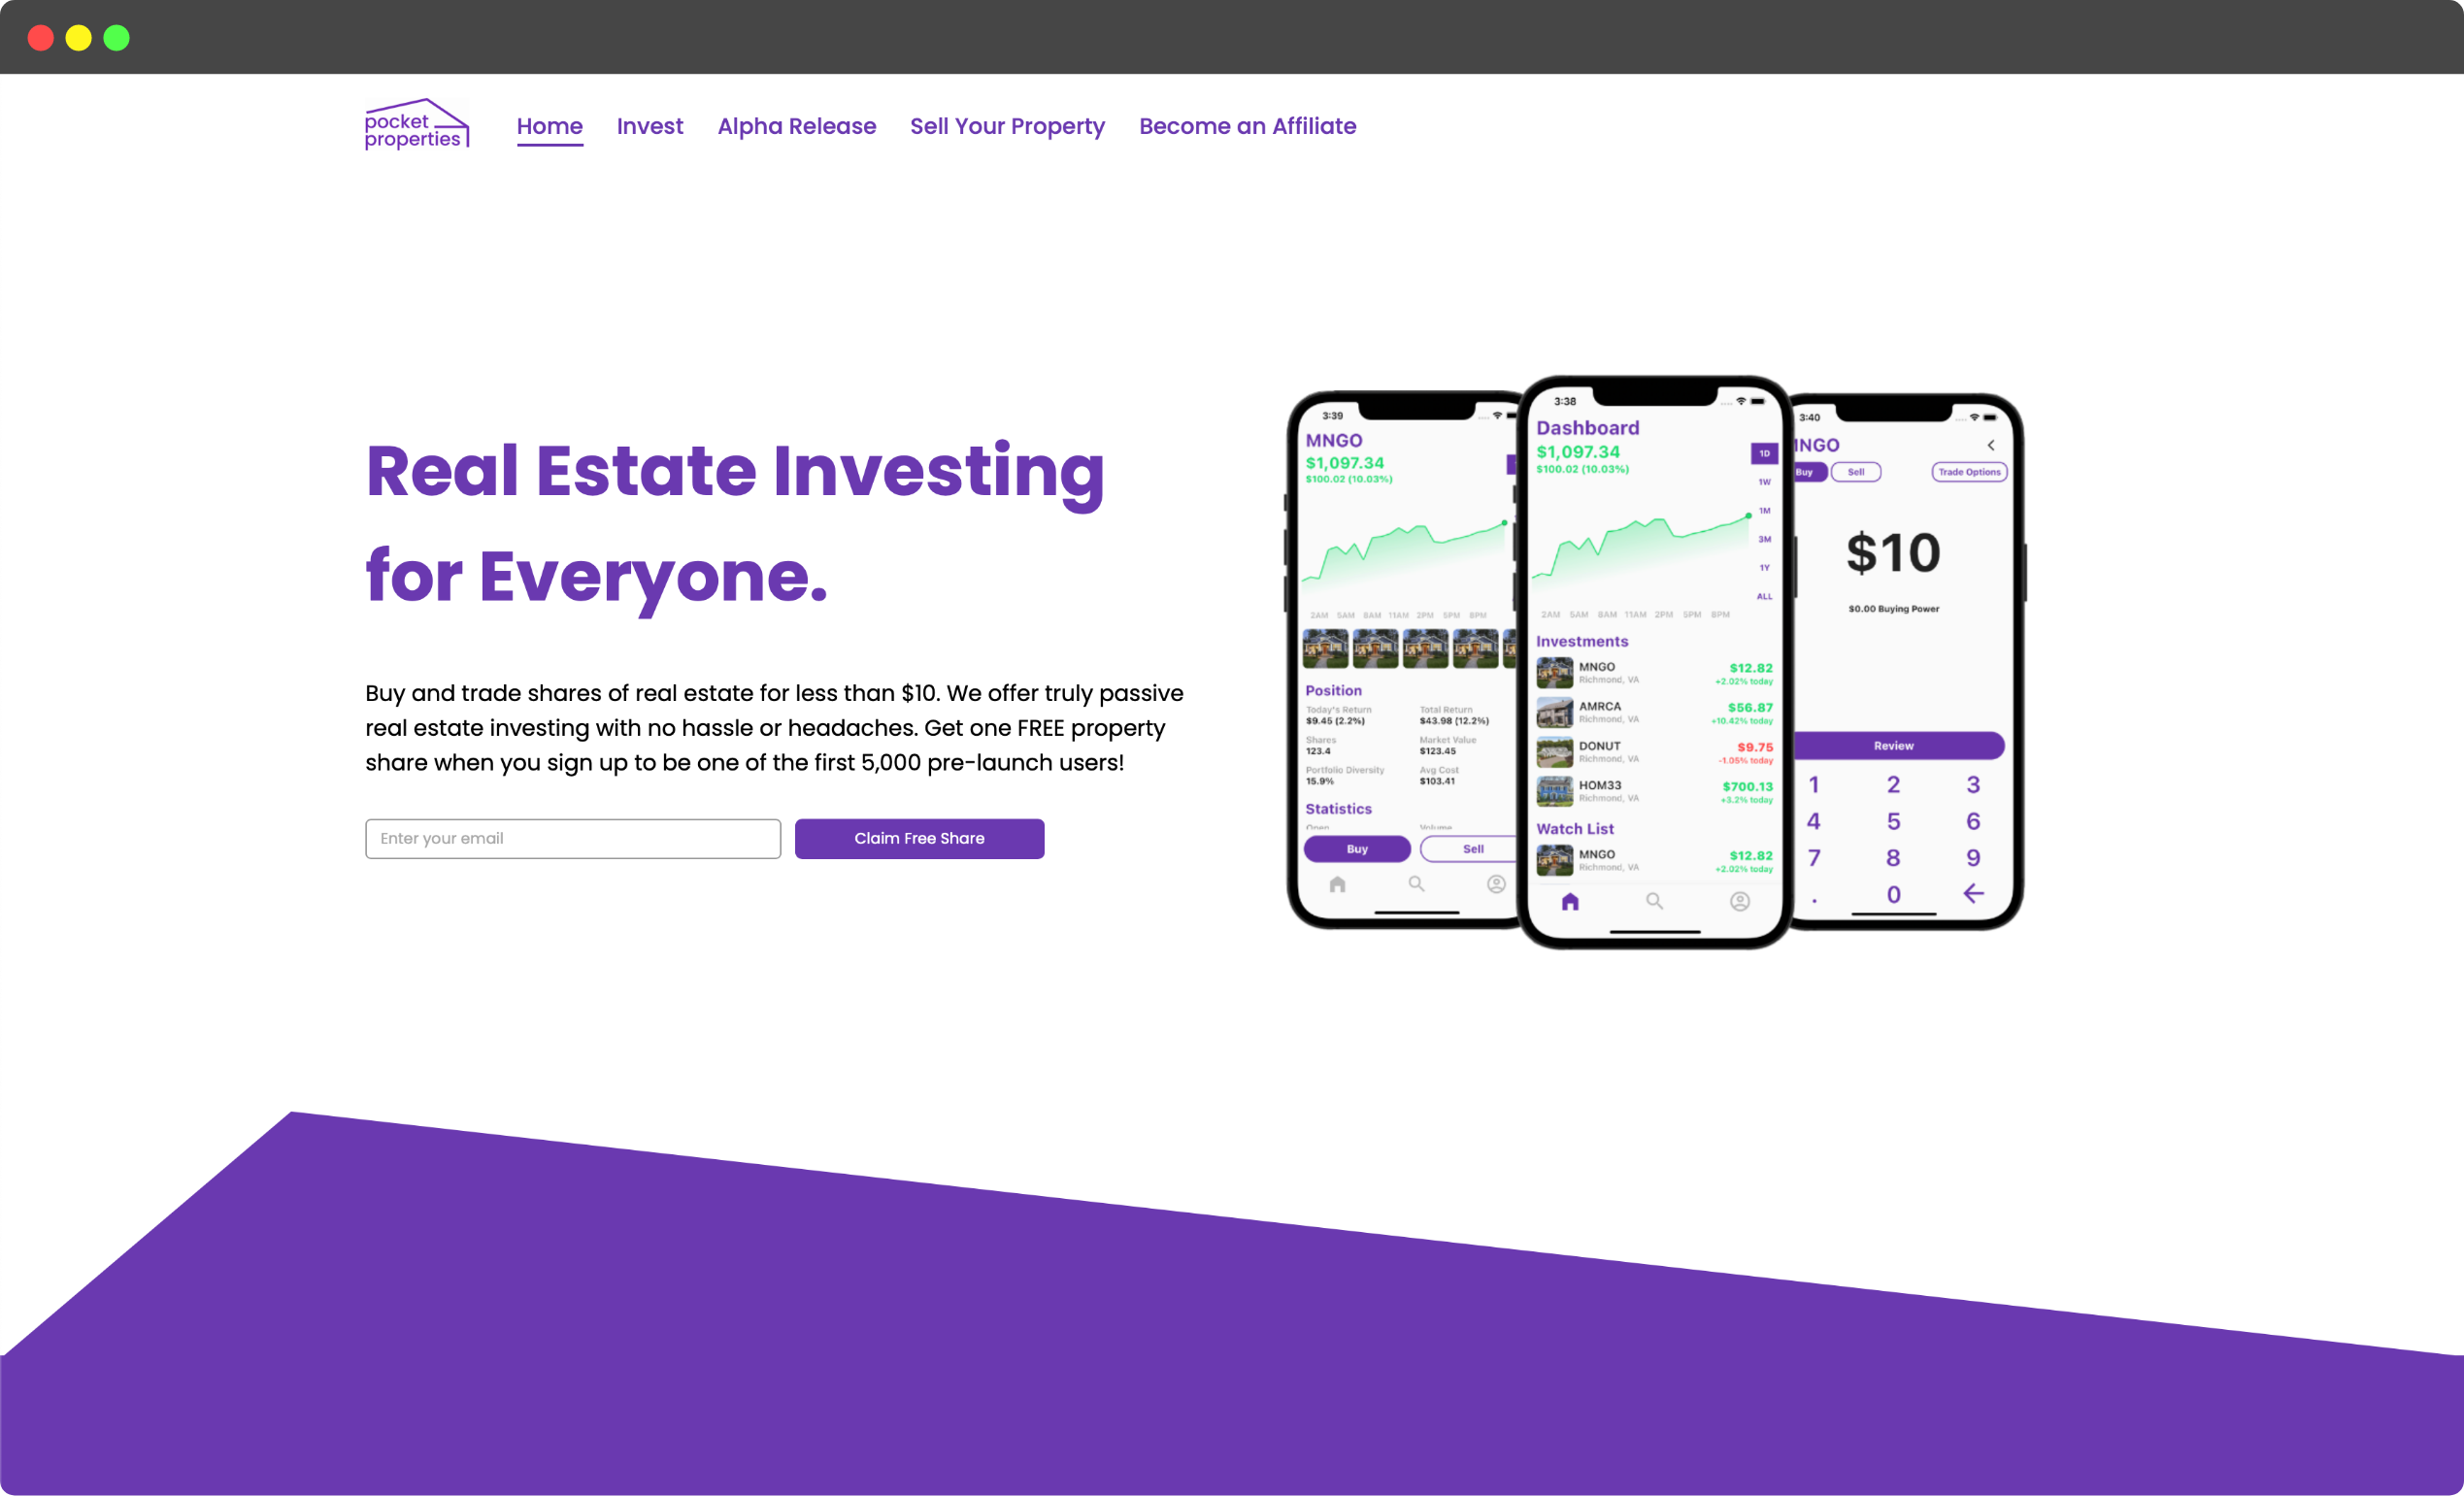 pocket
properties
Home
Invest
Alpha Release
Sell Your Property
Become an Affiliate
Real Estate Investing
for Everyone.
Buy and trade shares of real estate for less than $10. We offer truly passive
real estate investing with no hassle or headaches. Get one FREE property
share when you sign up to be one of the first 5,000 pre-launch users!
Enter your email
Claim Free Share
3:39
MNGO
$1,097.34
$100.02 (10.03%)
2AM 5AM 8AM 11AM 2PM 5PM 8PM
Position
Today's Return Total Return
$9.45 (2.2%) $43.98 (12.2%)
Shares Market Value
123.4 $123.45
Portfolio Diversity Avg Cost
15.9% $103.41
Statistics
Open Volume
Buy Sell
3:38
Dashboard
$1,097.34
$100.02 (10.03%)
1D
1W
1M
3M
1Y
ALL
2AM 5AM 8AM 11AM 2PM 5PM 8PM
Investments
MNGO $12.82
Richmond, VA +2.02% today
AMRCA $56.87
Richmond, VA +10.42% today
DONUT $9.75
Richmond, VA -1.05% today
HOM33 $700.13
Richmond, VA +3.2% today
Watch List
MNGO $12.82
Richmond, VA +2.02% today
3:40
MNGO
Buy Sell Trade Options
$10
$0.00 Buying Power
Review
1 2 3
4 5 6
7 8 9
. 0